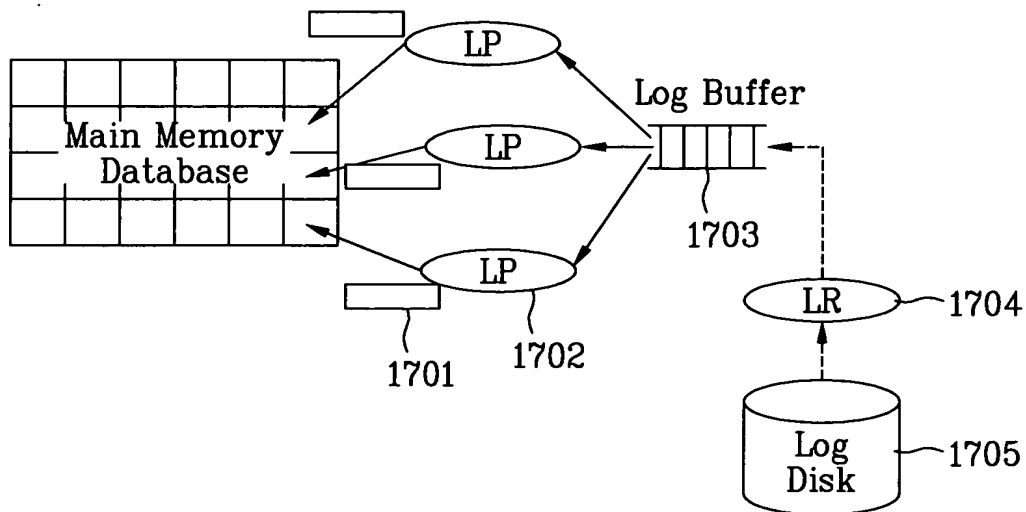 LP
Log Buffer
Main Memory
Database
LP
1703
LP
LR
1704
1702
1701
Log
Disk
1705